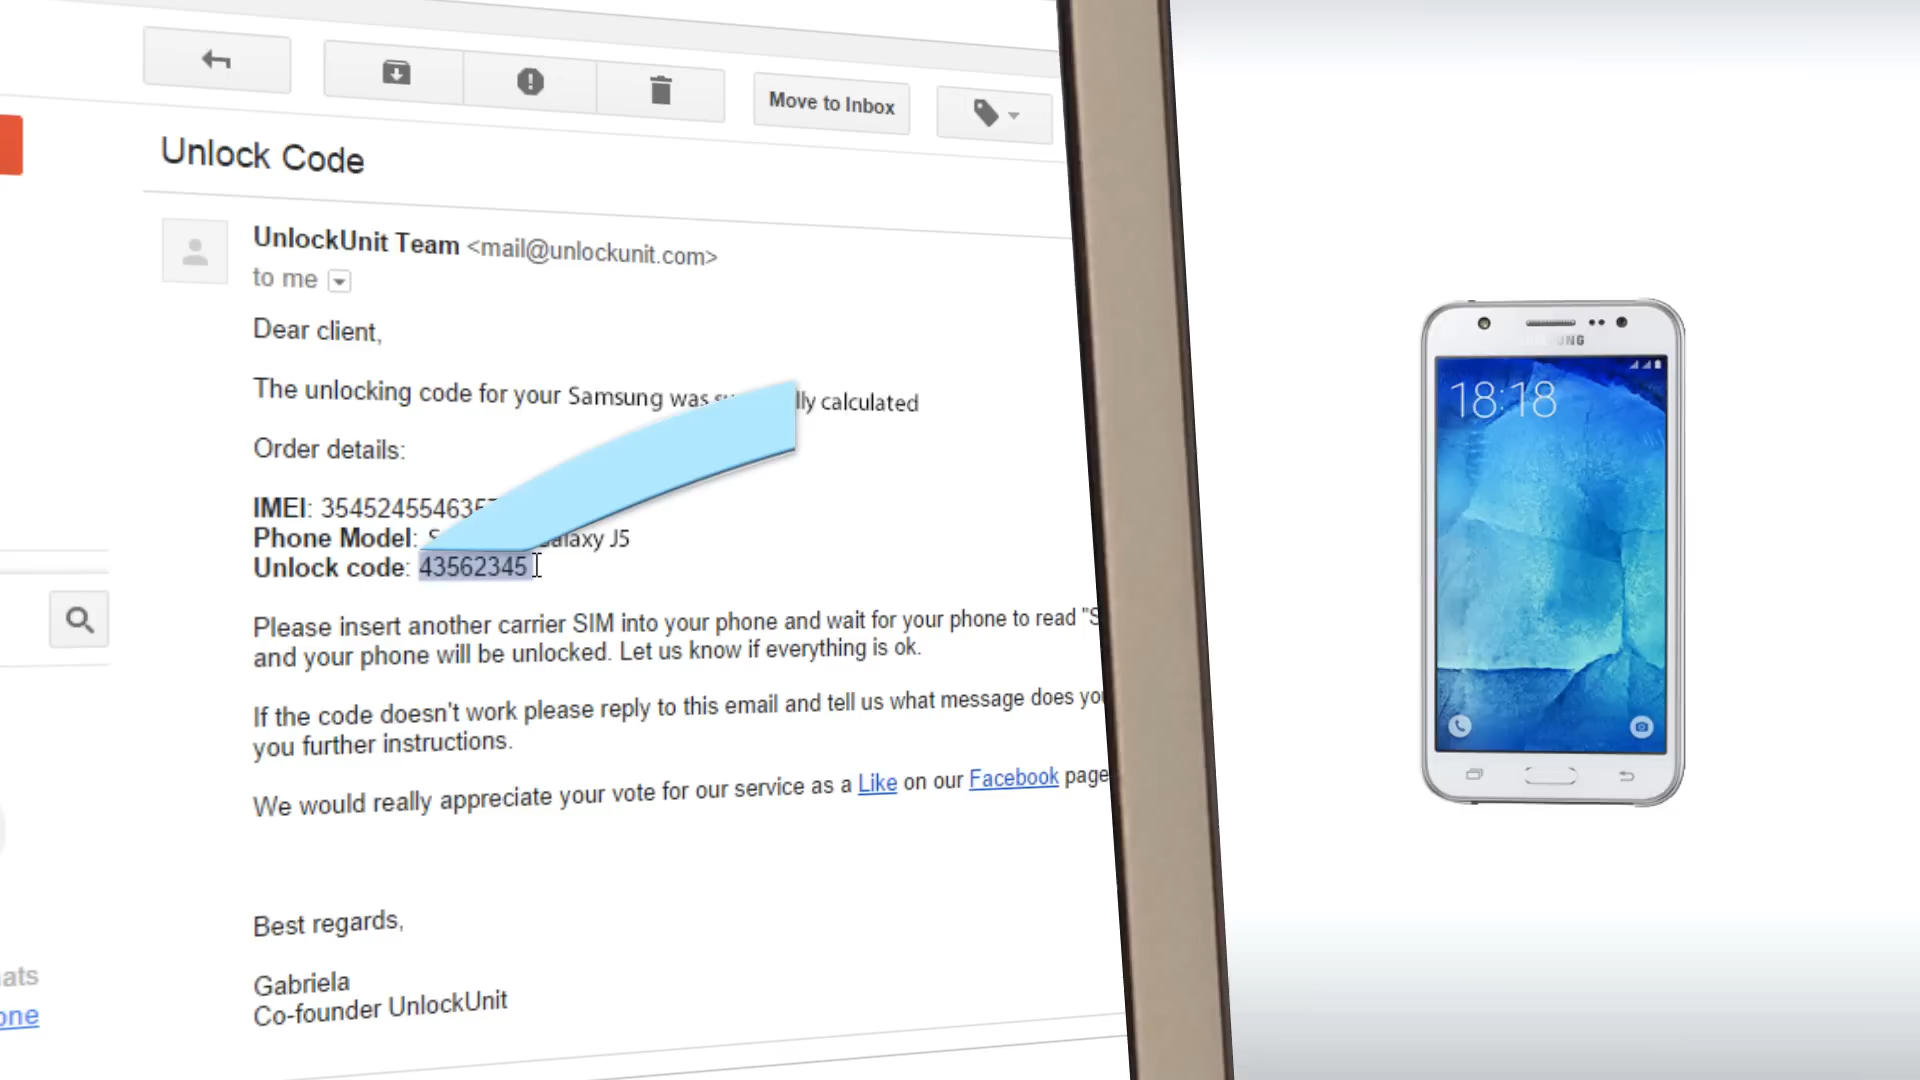 Move to Inbox
Unlock Code
UnlockUnit Team <mail@unlockunit.com>
to me
Dear client,
The unlocking code for your Samsung was calculated
Order details:
IMEI: 35452455463
Phone Model: J5
Unlock code: 43562345
Please insert another carrier SIM into your phone and wait for your phone to read "S
and your phone will be unlocked. Let us know if everything is ok.
If the code doesn't work please reply to this email and tell us what message does
you further instructions.
We would really appreciate your vote for our service as a Like on our Facebook page
Best regards,
Gabriela
Co-founder UnlockUnit
18:18